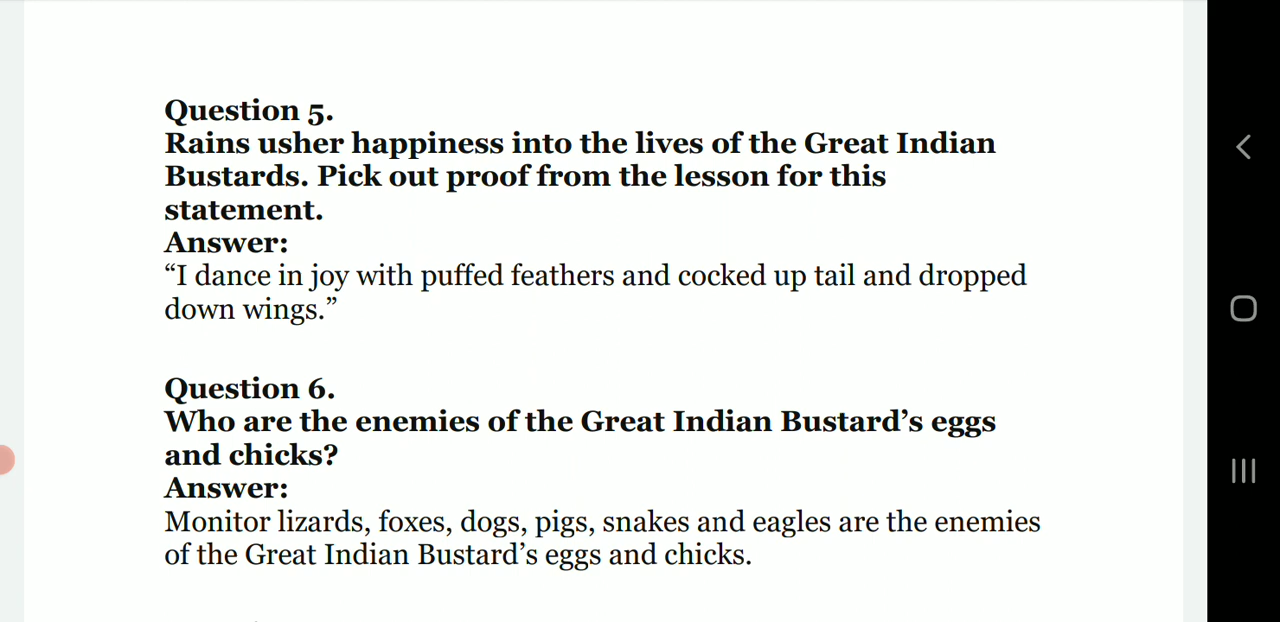 Question 5.
Rains usher happiness into the lives of the Great Indian
Bustards. Pick out proof from the lesson for this
statement.
Answer:
“I dance in joy with puffed feathers and cocked up tail and dropped
down wings.”
Question 6.
Who are the enemies of the Great Indian Bustard’s eggs
and chicks?
Answer:
Monitor lizards, foxes, dogs, pigs, snakes and eagles are the enemies
of the Great Indian Bustard’s eggs and chicks.